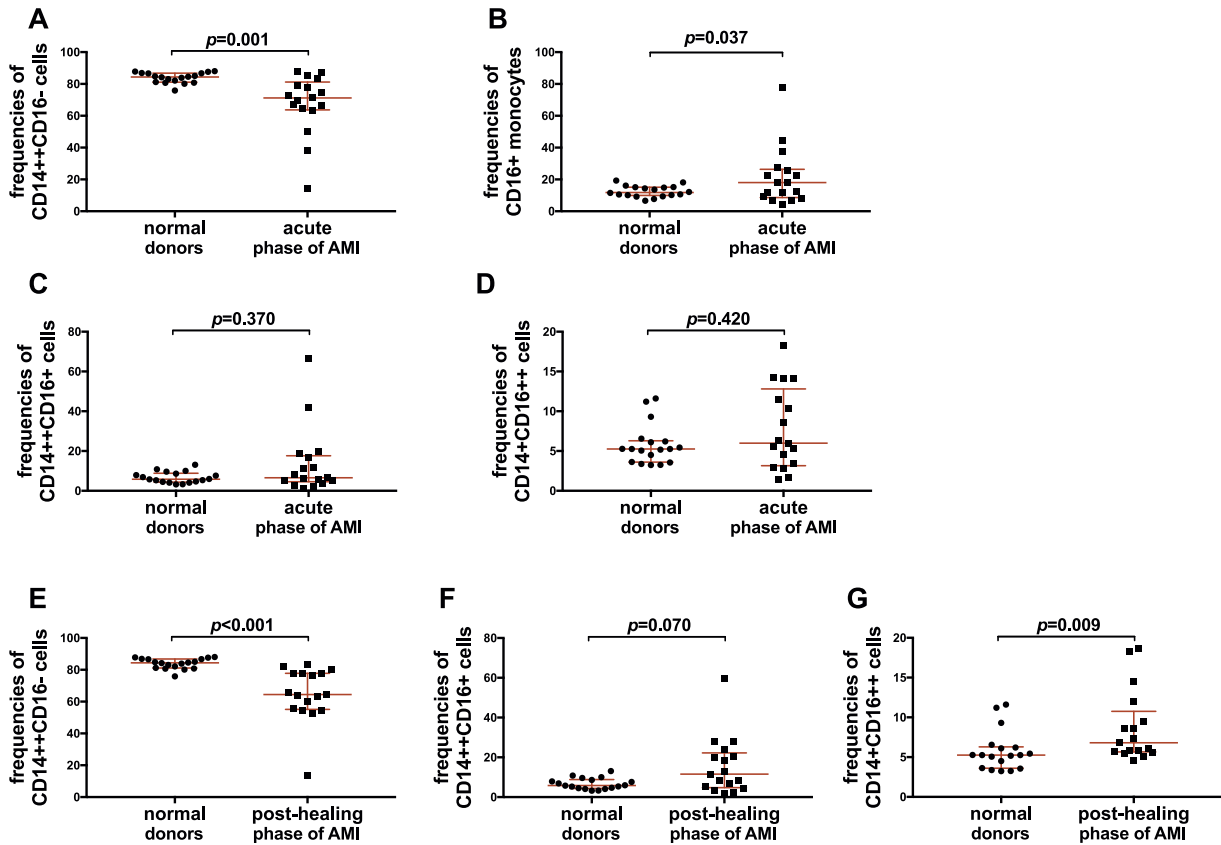 A
p=0.001
frequencies of
CD14++CD16- cells
100
80
60
40
20
0
normal
donors
acute
phase of AMI
B
p=0.037
frequencies of
CD16+ monocytes
100
80
60
40
20
0
normal
donors
acute
phase of AMI
C
p=0.370
frequencies of
CD14++CD16+ cells
80
60
40
20
0
normal
donors
acute
phase of AMI
D
p=0.420
frequencies of
CD14+CD16++ cells
20
15
10
5
0
normal
donors
acute
phase of AMI
E
p<0.001
frequencies of
CD14++CD16- cells
100
80
60
40
20
0
normal
donors
post-healing
phase of AMI
F
p=0.070
frequencies of
CD14++CD16+ cells
80
60
40
20
0
normal
donors
post-healing
phase of AMI
G
p=0.009
frequencies of
CD14+CD16++ cells
20
15
10
5
0
normal
donors
post-healing
phase of AMI